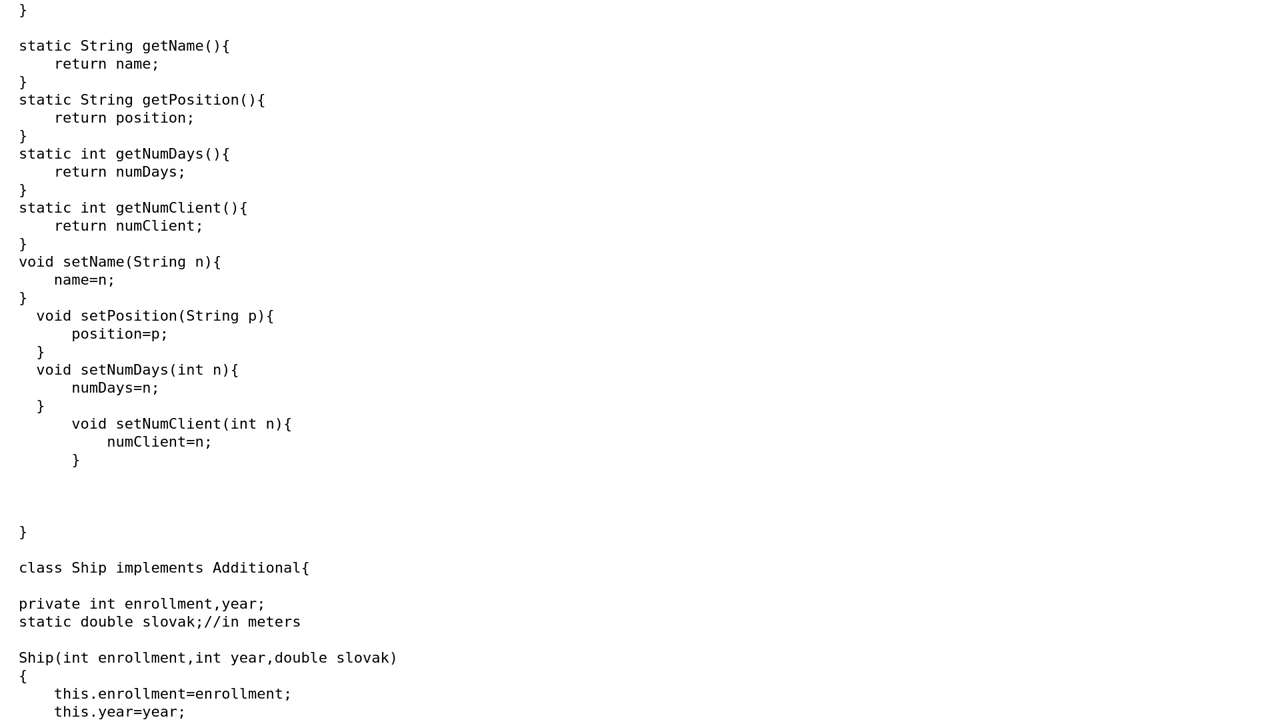 }
static String getName(){
    return name;
}
static String getPosition(){
    return position;
}
static int getNumDays(){
    return numDays;
}
static int getNumClient(){
    return numClient;
}
void setName(String n){
    name=n;
}
  void setPosition(String p){
      position=p;
  }
  void setNumDays(int n){
      numDays=n;
  }
      void setNumClient(int n){
          numClient=n;
      }
}
class Ship implements Additional{
private int enrollment,year;
static double slovak;//in meters
Ship(int enrollment,int year,double slovak)
{
    this.enrollment=enrollment;
    this.year=year;